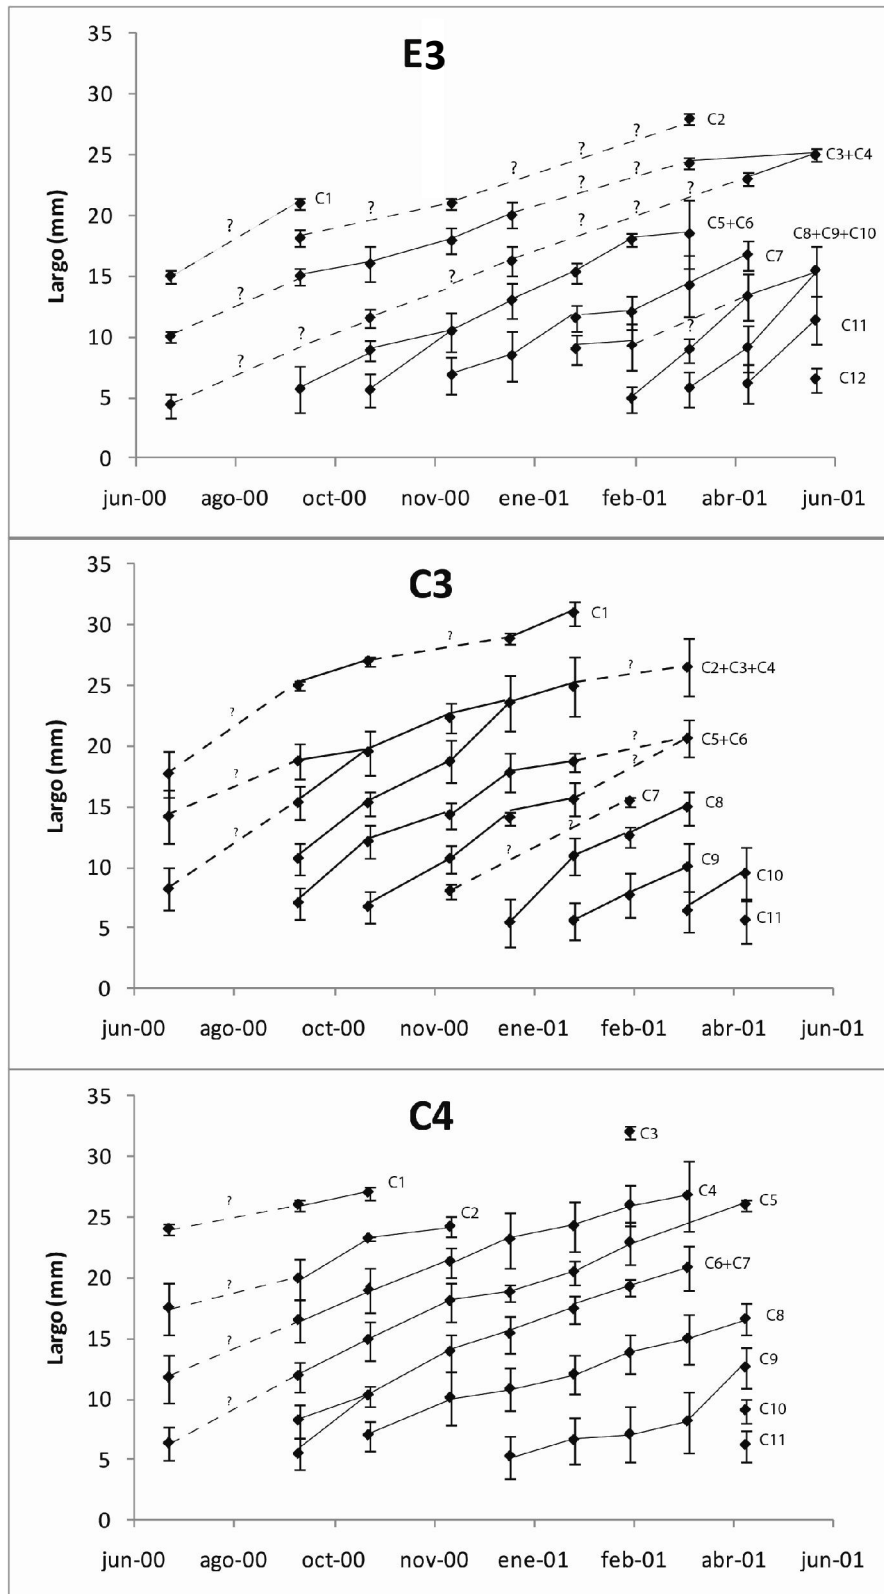 E3
Largo (mm)
35
30
25
20
15
10
5
0
C1
C2
C3+C4
C5+C6
C7
C8+C9+C10
C11
C12
? ? ? ? ? ? ? ? ? ? ? ? ? ? ? ?
jun-00 ago-00 oct-00 nov-00 ene-01 feb-01 abr-01 jun-01
C3
Largo (mm)
35
30
25
20
15
10
5
0
C1
C2+C3+C4
C5+C6
C7
C8
C9
C10
C11
? ? ? ? ? ? ? ? ?
jun-00 ago-00 oct-00 nov-00 ene-01 feb-01 abr-01 jun-01
C4
Largo (mm)
35
30
25
20
15
10
5
0
C1
C2
C3
C4
C5
C6+C7
C8
C9
C10
C11
? ? ? ?
jun-00 ago-00 oct-00 nov-00 ene-01 feb-01 abr-01 jun-01